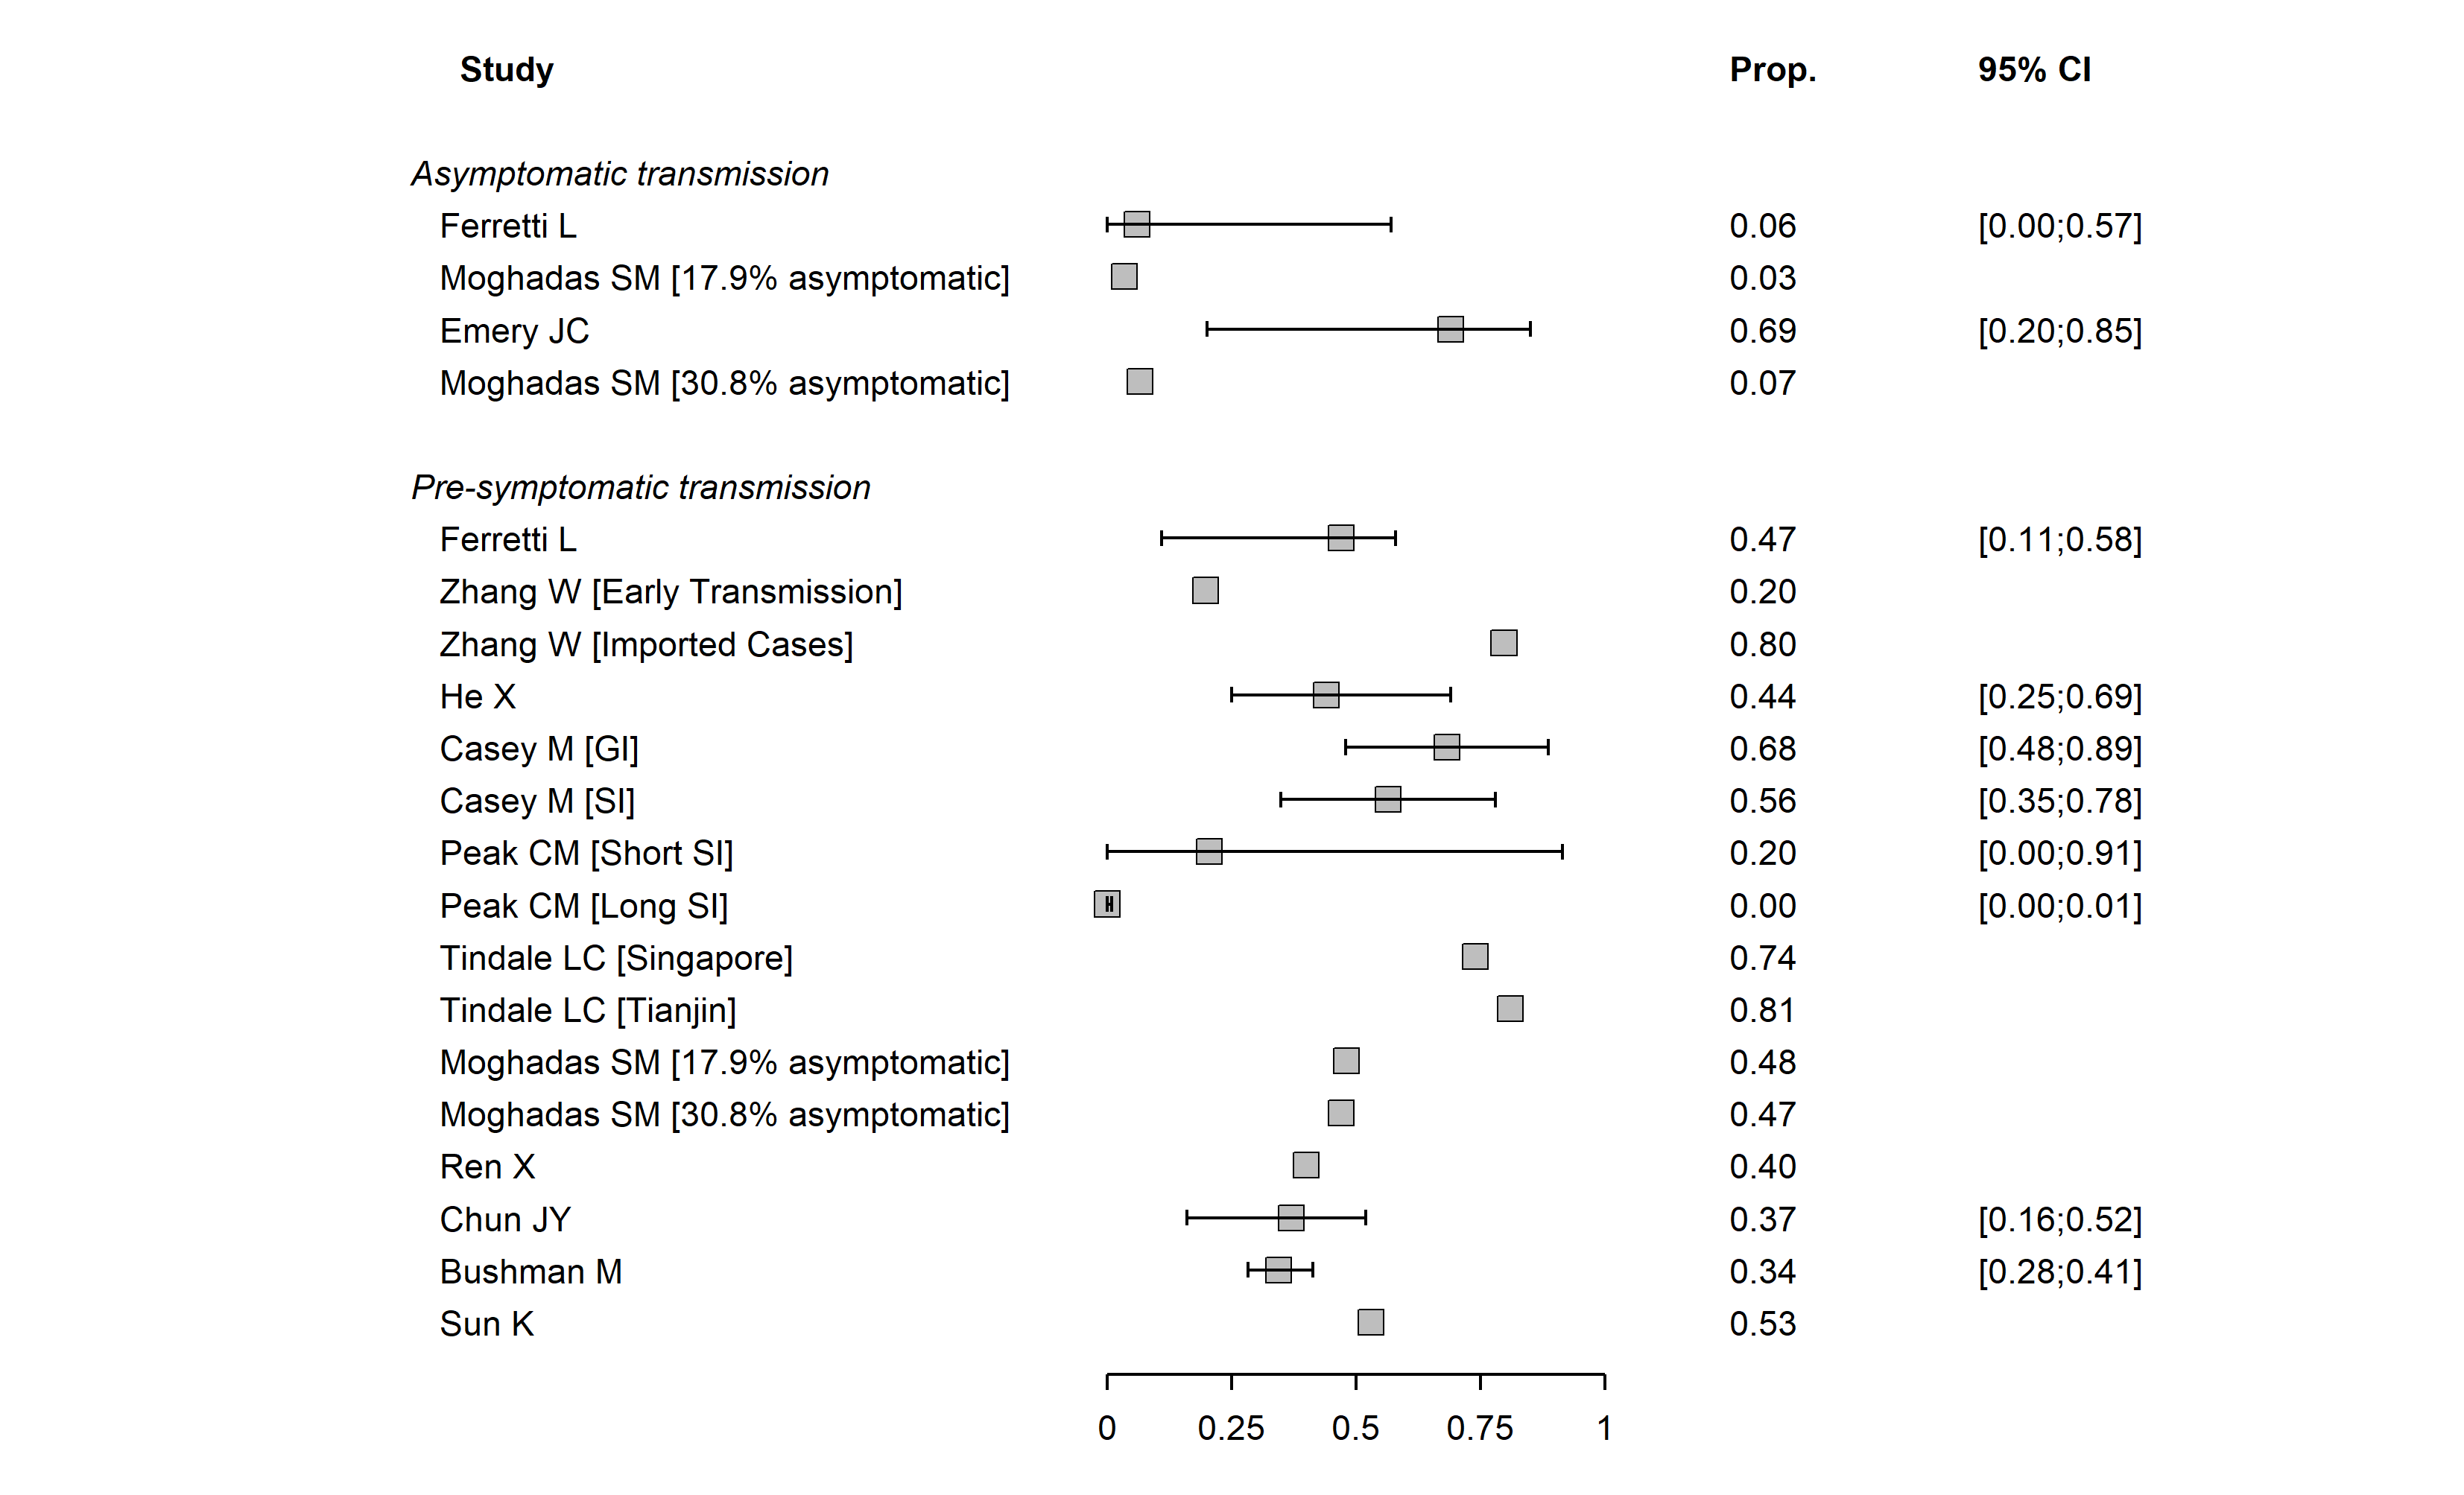 Study Prop. 95% CI
Asymptomatic transmission
Ferretti L 0.06 [0.00;0.57]
Moghadas SM [17.9% asymptomatic] 0.03
Emery JC 0.69 [0.20;0.85]
Moghadas SM [30.8% asymptomatic] 0.07
Pre-symptomatic transmission
Ferretti L 0.47 [0.11;0.58]
Zhang W [Early Transmission] 0.20
Zhang W [Imported Cases] 0.80
He X 0.44 [0.25;0.69]
Casey M [GI] 0.68 [0.48;0.89]
Casey M [SI] 0.56 [0.35;0.78]
Peak CM [Short SI] 0.20 [0.00;0.91]
Peak CM [Long SI] 0.00 [0.00;0.01]
Tindale LC [Singapore] 0.74
Tindale LC [Tianjin] 0.81
Moghadas SM [17.9% asymptomatic] 0.48
Moghadas SM [30.8% asymptomatic] 0.47
Ren X 0.40
Chun JY 0.37 [0.16;0.52]
Bushman M 0.34 [0.28;0.41]
Sun K 0.53
0 0.25 0.5 0.75 1